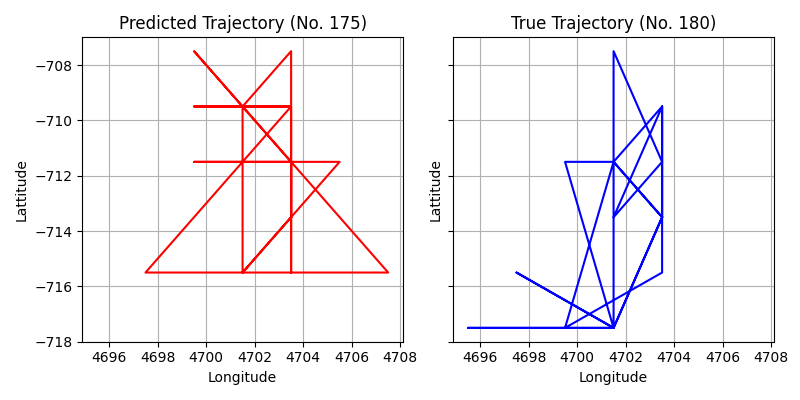 Predicted Trajectory (No. 175)
True Trajectory (No. 180)
−708
−710
−712
−714
−716
−718
Lattitude
Lattitude
4696 4698 4700 4702 4704 4706 4708
4696 4698 4700 4702 4704 4706 4708
Longitude
Longitude